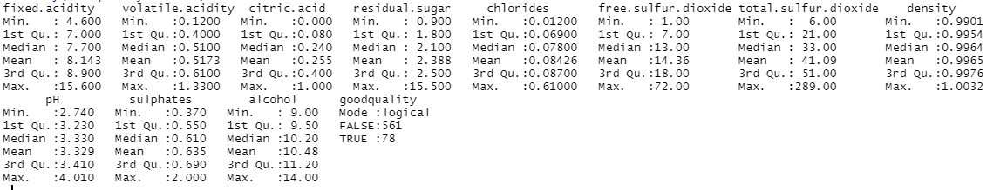 fixed.acidity volatile.acidity citric.acid residual.sugar chlorides free.sulfur.dioxide total.sulfur.dioxide density
Min. : 4.600 Min. :0.1200 Min. :0.000 Min. : 0.900 Min. :0.01200 Min. : 1.00 Min. : 6.00 Min. :0.9901
1st Qu.: 7.000 1st Qu.:0.4000 1st Qu.:0.080 1st Qu.: 1.800 1st Qu.:0.06900 1st Qu.: 7.00 1st Qu.: 21.00 1st Qu.:0.9954
Median : 7.700 Median :0.5100 Median :0.240 Median : 2.100 Median :0.07800 Median :13.00 Median : 33.00 Median :0.9964
Mean : 8.143 Mean :0.5173 Mean :0.255 Mean : 2.388 Mean :0.08426 Mean :14.36 Mean : 41.09 Mean :0.9965
3rd Qu.: 8.900 3rd Qu.:0.6100 3rd Qu.:0.400 3rd Qu.: 2.500 3rd Qu.:0.08700 3rd Qu.:18.00 3rd Qu.: 51.00 3rd Qu.:0.9976
Max. :15.600 Max. :1.3300 Max. :1.000 Max. :15.500 Max. :0.61000 Max. :72.00 Max. :289.00 Max. :1.0032
pH sulphates alcohol goodquality
Min. :2.740 Min. :0.370 Min. : 9.00 Mode :logical
1st Qu.:3.230 1st Qu.:0.550 1st Qu.: 9.50 FALSE:561
Median :3.330 Median :0.610 Median :10.20 TRUE :78
Mean :3.329 Mean :0.635 Mean :10.48
3rd Qu.:3.410 3rd Qu.:0.690 3rd Qu.:11.20
Max. :4.010 Max. :2.000 Max. :14.00